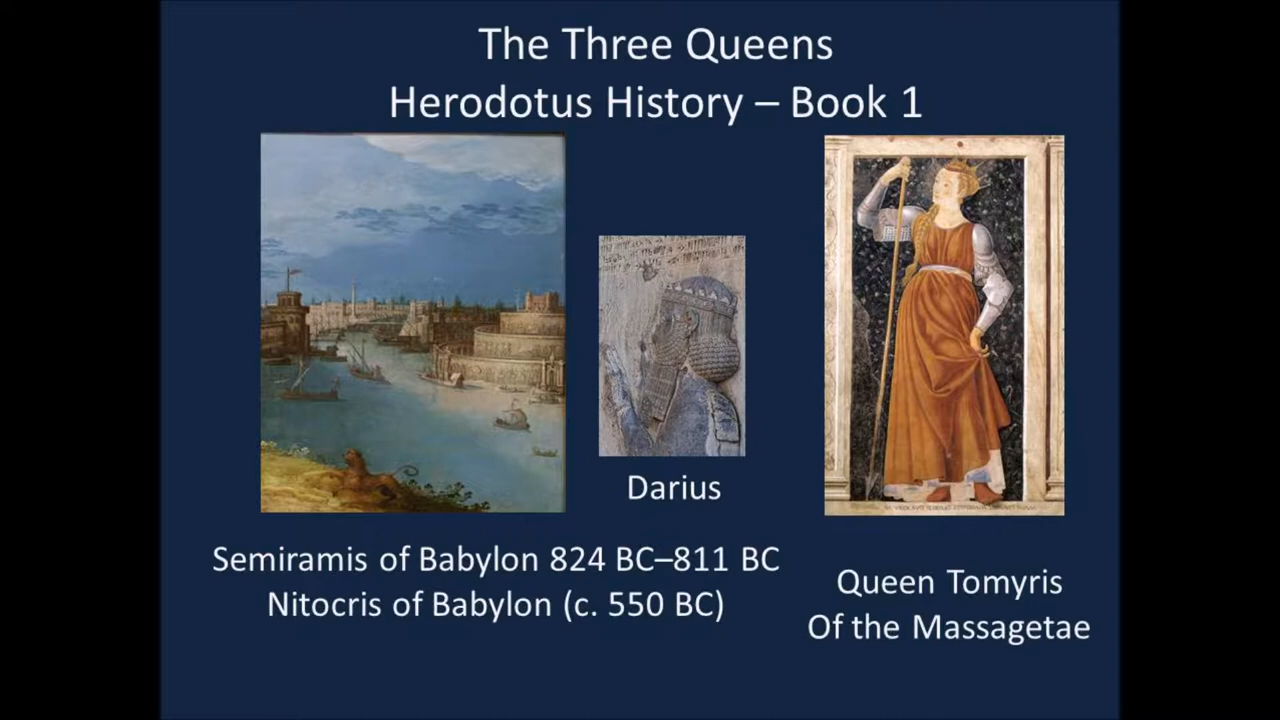 The Three Queens
Herodotus History – Book 1
Darius
Semiramis of Babylon 824 BC–811 BC
Nitocris of Babylon (c. 550 BC)
Queen Tomyris
Of the Massagetae